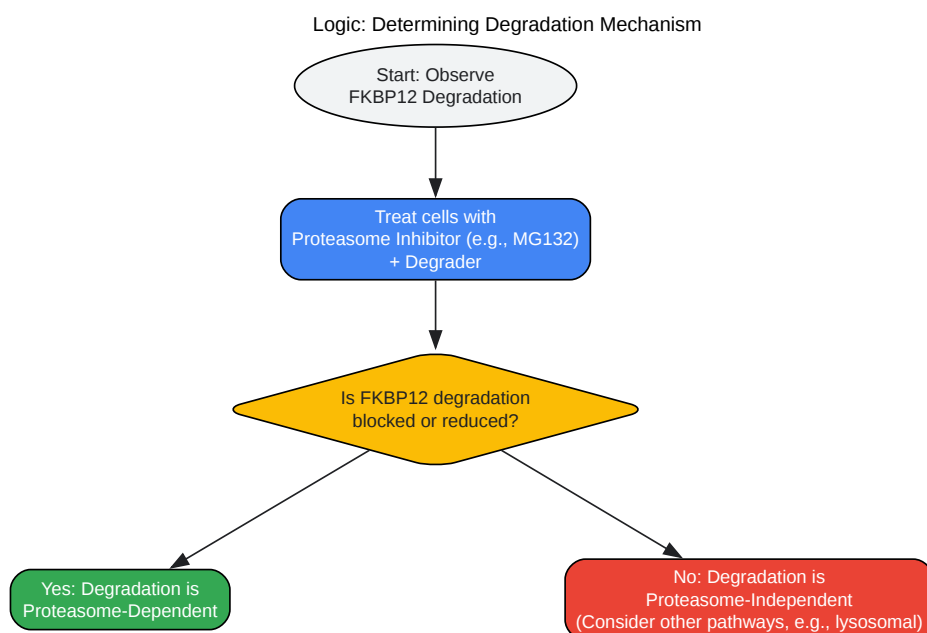 Logic: Determining Degradation Mechanism
Start: Observe
FKBP12 Degradation
Treat cells with
Proteasome Inhibitor (e.g., MG132)
+ Degrader
Is FKBP12 degradation
blocked or reduced?
Yes: Degradation is
Proteasome-Dependent
No: Degradation is
Proteasome-Independent
(Consider other pathways, e.g., lysosomal)